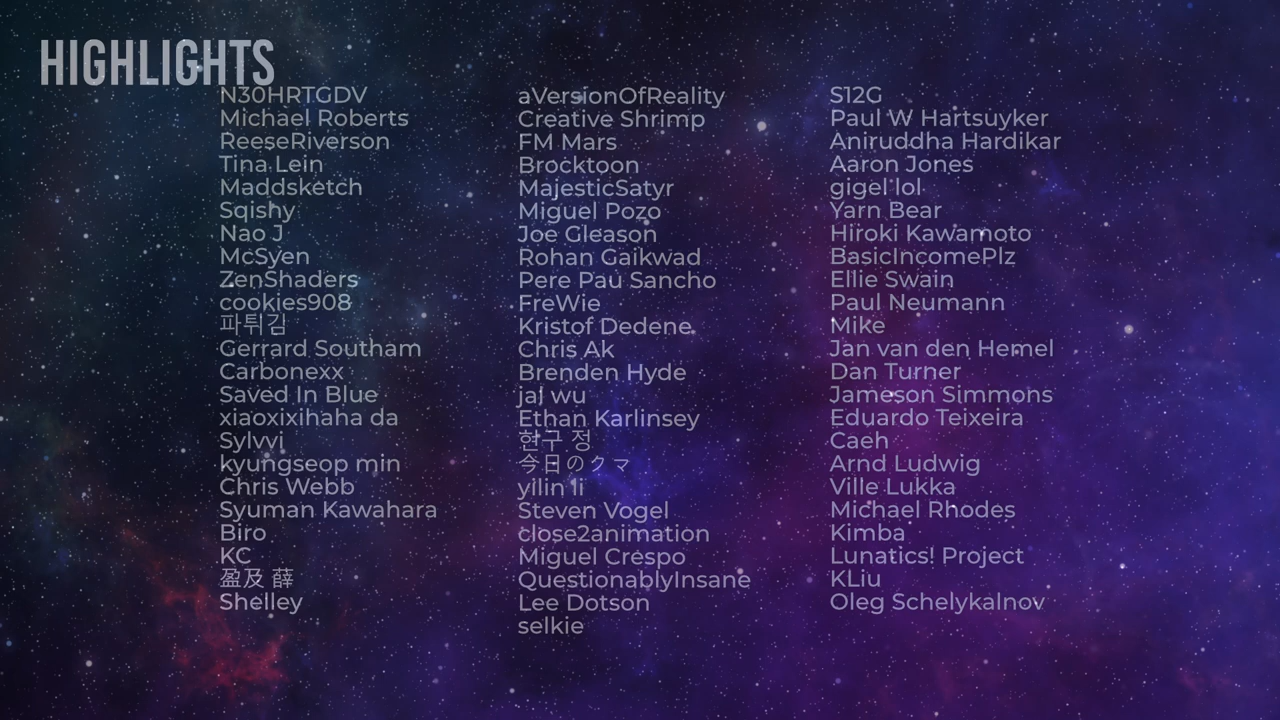 HIGHLIGHTS
N30HRTGDV
Michael Roberts
ReeseRiverson
Tina Lein
Maddsketch
Sqishy
Nao J
McSyen
ZenShaders
cookies908
파튀김
Gerrard Southam
Carbonexx
Saved In Blue
xiaoxixihaha da
Sylvvi
kyungseop min
Chris Webb
Syuman Kawahara
Biro
KC
盈及 薛
Shelley
aVersionOfReality
Creative Shrimp
FM Mars
Brocktoon
MajesticSatyr
Miguel Pozo
Joe Gleason
Rohan Gaikwad
Pere Pau Sancho
FreWie
Kristof Dedene
Chris Ak
Brenden Hyde
jaJ wu
Ethan Karlinsey
현구 정
今日のクマ
yilin li
Steven Vogel
close2animation
Miguel Crespo
QuestionablyInsane
Lee Dotson
selkie
S12G
Paul W Hartsuyker
Aniruddha Hardikar
Aaron Jones
gigel lol
Yarn Bear
Hiroki Kawamoto
BasicIncomePlz
Ellie Swain
Paul Neumann
Mike
Jan van den Hemel
Dan Turner
Jameson Simmons
Eduardo Teixeira
Caeh
Arnd Ludwig
Ville Lukka
Michael Rhodes
Kimba
Lunatics! Project
KLiu
Oleg Schelykalnov